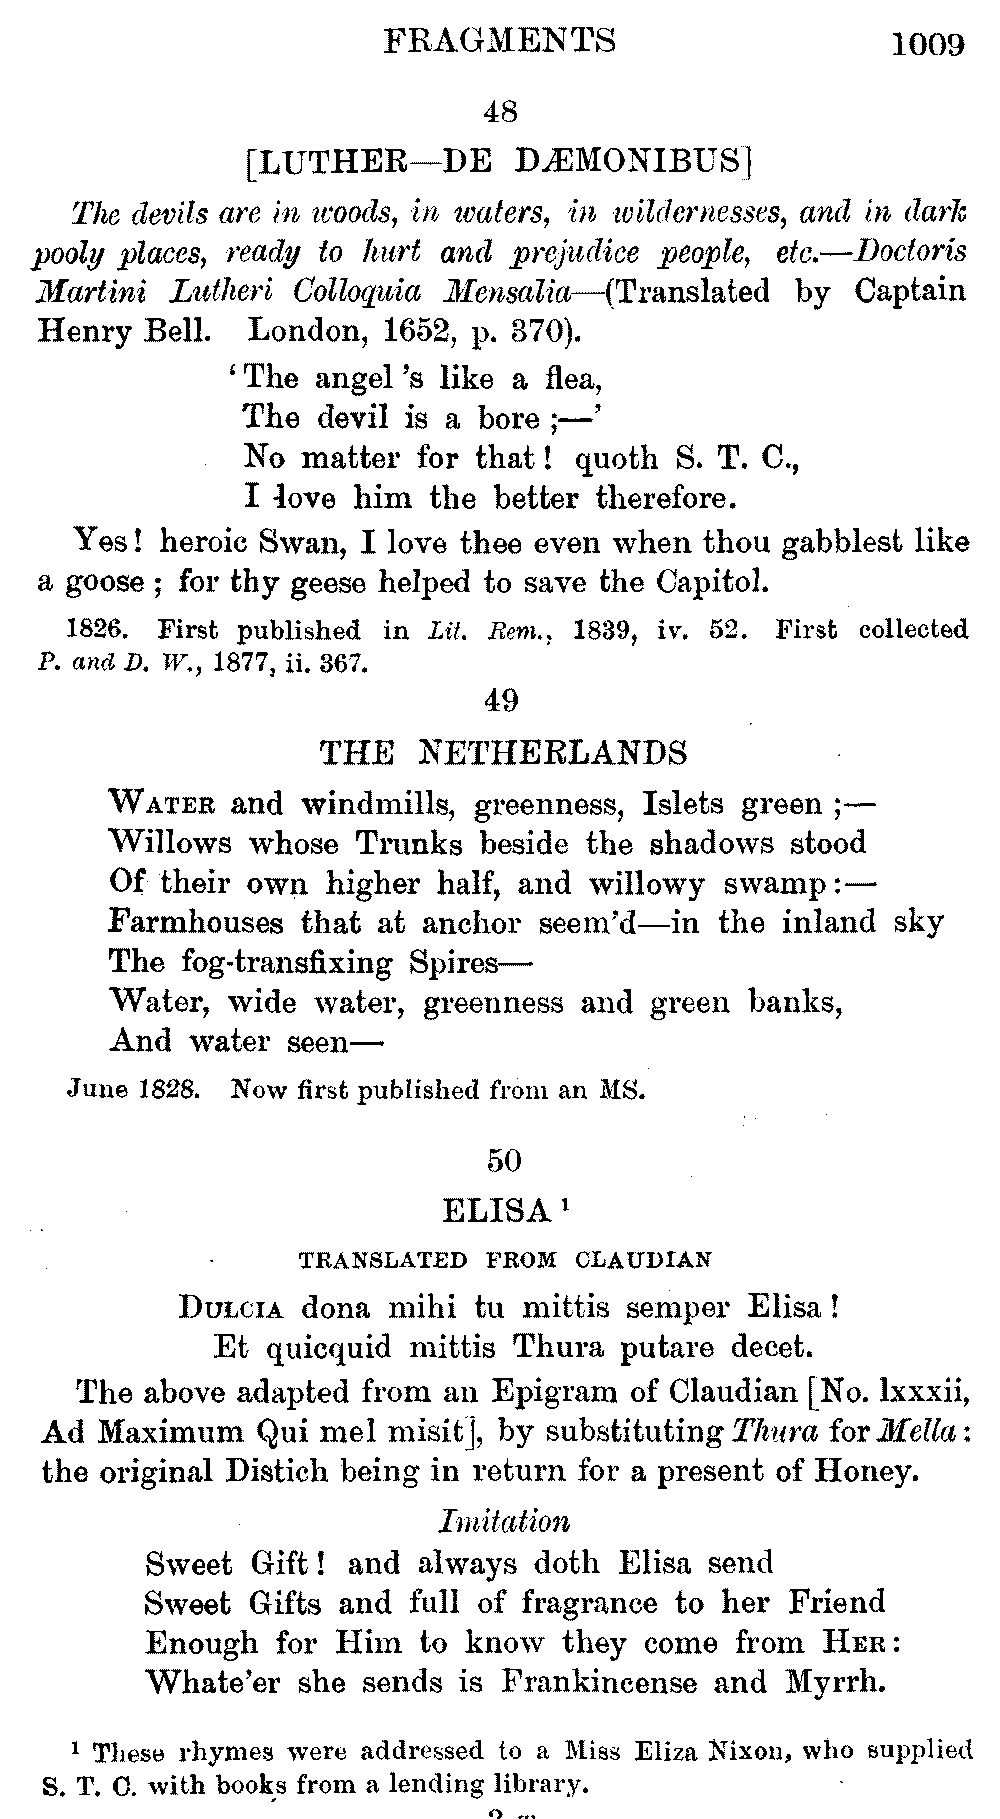 FRAGMENTS 1009
48
[LUTHER—DE DÆMONIBUS]
The devils are in woods, in waters, in wildernesses, and in dark
pooly places, ready to hurt and prejudice people, etc.—Doctoris
Martini Lutheri Colloquia Mensalia—(Translated by Captain
Henry Bell. London, 1652, p. 370).
'The angel 's like a flea,
The devil is a bore ;—'
No matter for that ! quoth S. T. C.,
I love him the better therefore.
Yes ! heroic Swan, I love thee even when thou gabblest like
a goose ; for thy geese helped to save the Capitol.
1826. First published in Lit. Rem., 1839, iv. 52. First collected
P. and D. W., 1877, ii. 367.
49
THE NETHERLANDS
WATER and windmills, greenness, Islets green ;—
Willows whose Trunks beside the shadows stood
Of their own higher half, and willowy swamp :—
Farmhouses that at anchor seem'd—in the inland sky
The fog-transfixing Spires—
Water, wide water, greenness and green banks,
And water seen—
June 1828. Now first published from an MS.
50
ELISA 1
TRANSLATED FROM CLAUDIAN
DULCIA dona mihi tu mittis semper Elisa !
Et quicquid mittis Thura putare decet.
The above adapted from an Epigram of Claudian [No. lxxxii,
Ad Maximum Qui mel misit], by substituting Thura for Mella :
the original Distich being in return for a present of Honey.
Imitation
Sweet Gift ! and always doth Elisa send
Sweet Gifts and full of fragrance to her Friend
Enough for Him to know they come from HER :
Whate'er she sends is Frankincense and Myrrh.
1 These rhymes were addressed to a Miss Eliza Nixon, who supplied
S. T. C. with books from a lending library.